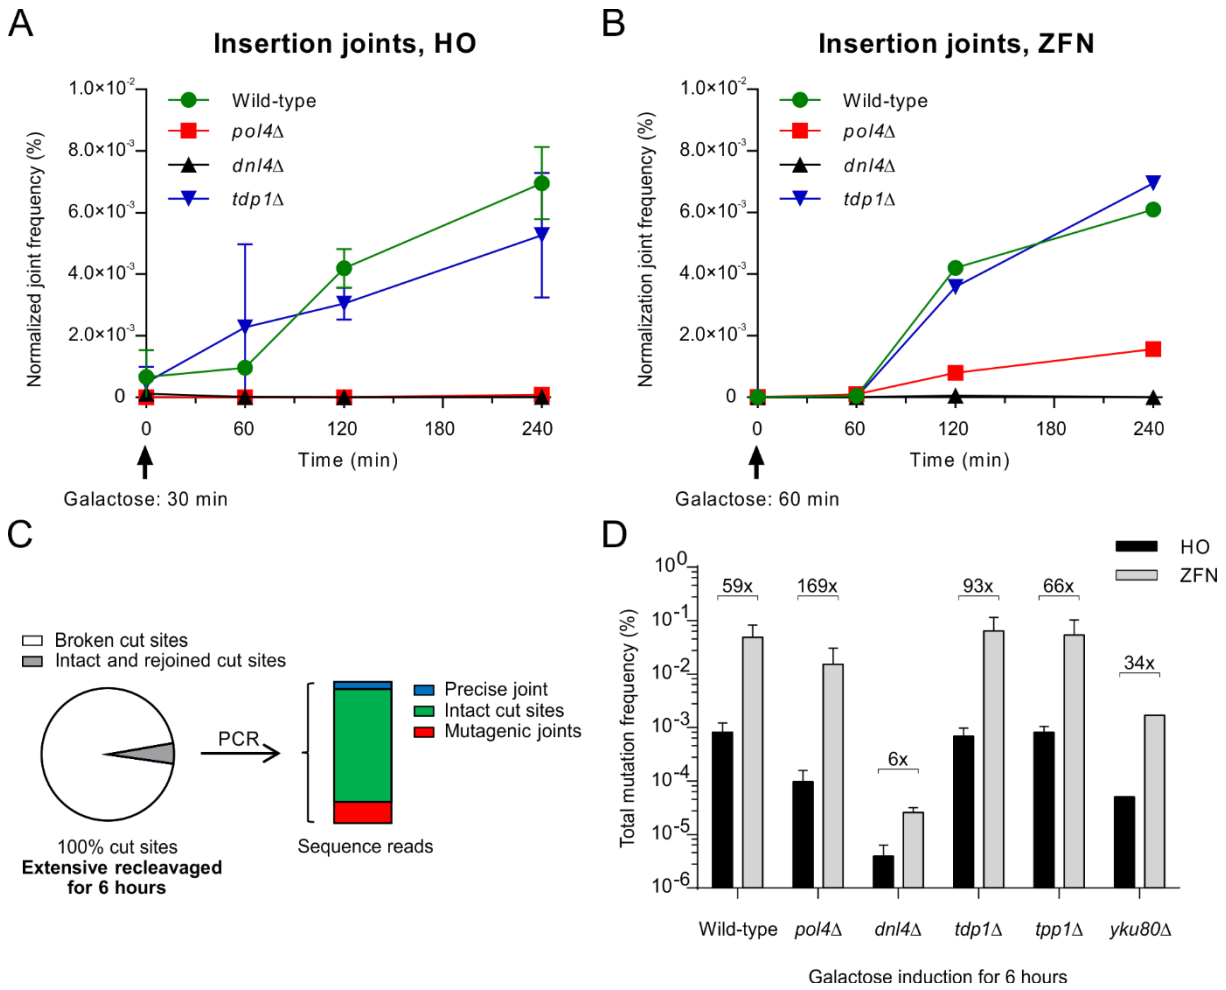 A
Insertion joints, HO
Normalized joint frequency (%)
1.0×10⁻²
8.0×10⁻³
6.0×10⁻³
4.0×10⁻³
2.0×10⁻³
0
Wild-type
pol4Δ
dnl4Δ
tdp1Δ
0 60 120 180 240
Time (min)
Galactose: 30 min
B
Insertion joints, ZFN
Normalization joint frequency (%)
1.0×10⁻²
8.0×10⁻³
6.0×10⁻³
4.0×10⁻³
2.0×10⁻³
0
Wild-type
pol4Δ
dnl4Δ
tdp1Δ
0 60 120 180 240
Time (min)
Galactose: 60 min
C
Broken cut sites
Intact and rejoined cut sites
PCR
Precise joint
Intact cut sites
Mutagenic joints
100% cut sites
Extensive recleavaged
for 6 hours
Sequence reads
D
HO
ZFN
Total mutation frequency (%)
10⁰
10⁻¹
10⁻²
10⁻³
10⁻⁴
10⁻⁵
10⁻⁶
59x 169x 6x 93x 66x 34x
Wild-type pol4Δ dnl4Δ tdp1Δ tpp1Δ yku80Δ
Galactose induction for 6 hours